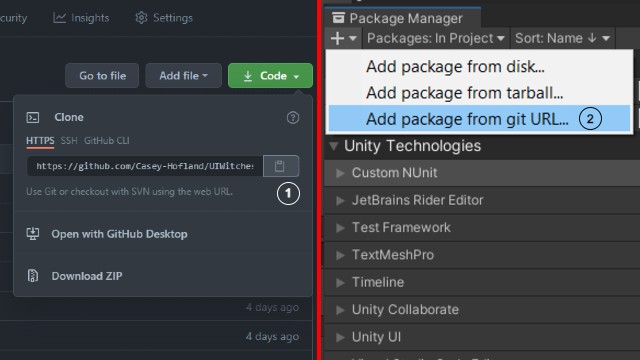 curity
Insights
Settings
Go to file
Add file
Code
Clone
HTTPS SSH GitHub CLI
https://github.com/Casey-Hofland/UIWitches
Use Git or checkout with SVN using the web URL.
1
Open with GitHub Desktop
Download ZIP
4 days ago
4 days ago
Package Manager
+ Packages: In Project Sort: Name ↓
Add package from disk...
Add package from tarball...
Add package from git URL... 2
Unity Technologies
Custom NUnit
JetBrains Rider Editor
Test Framework
TextMeshPro
Timeline
Unity Collaborate
Unity UI